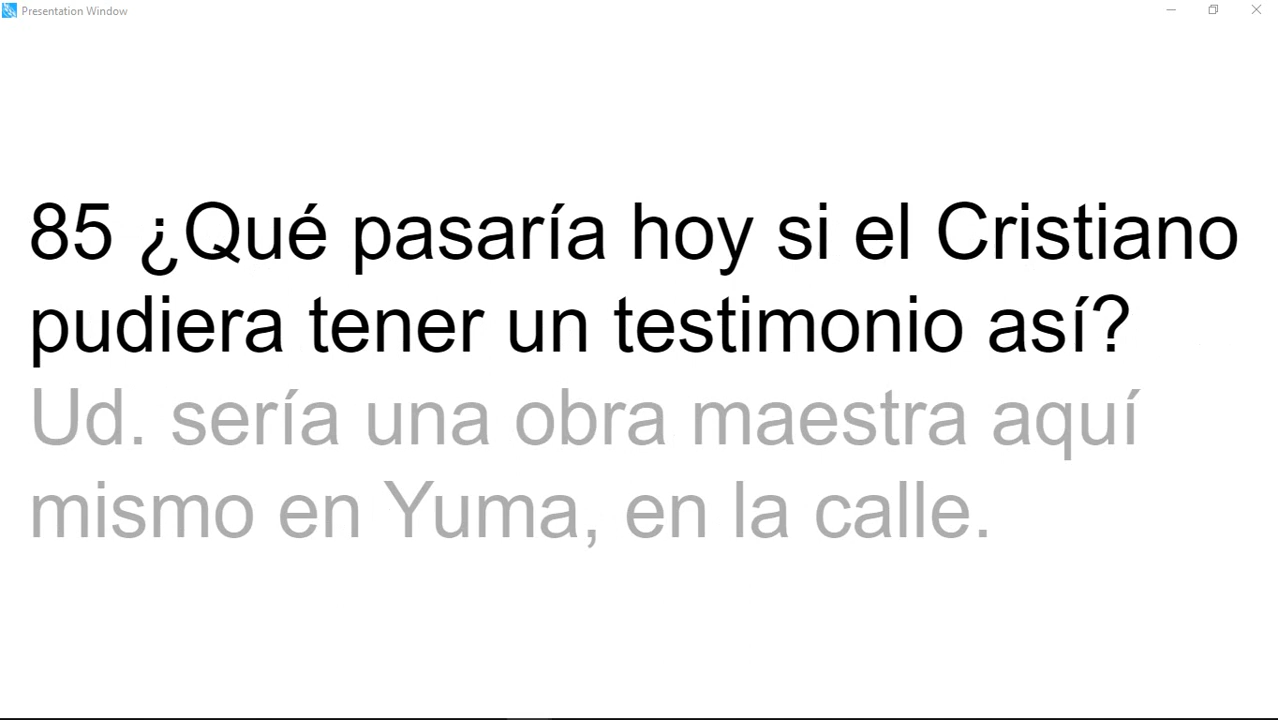 Presentation Window
85 ¿Qué pasaría hoy si el Cristiano
pudiera tener un testimonio así?
Ud. sería una obra maestra aquí
mismo en Yuma, en la calle.